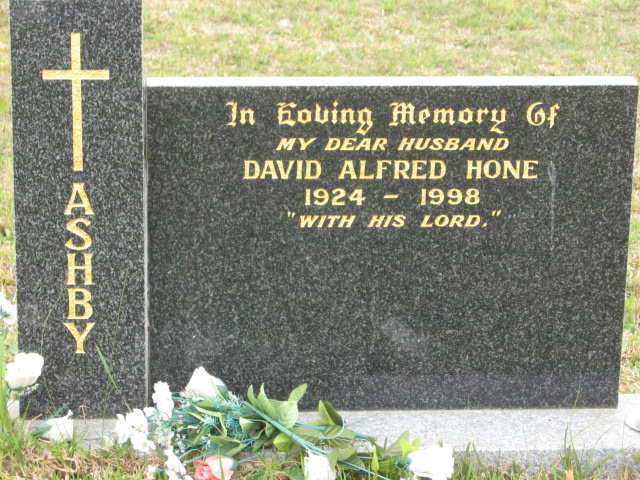 ASHBY
In Loving Memory Of
MY DEAR HUSBAND
DAVID ALFRED HONE
1924 – 1998
"WITH HIS LORD."